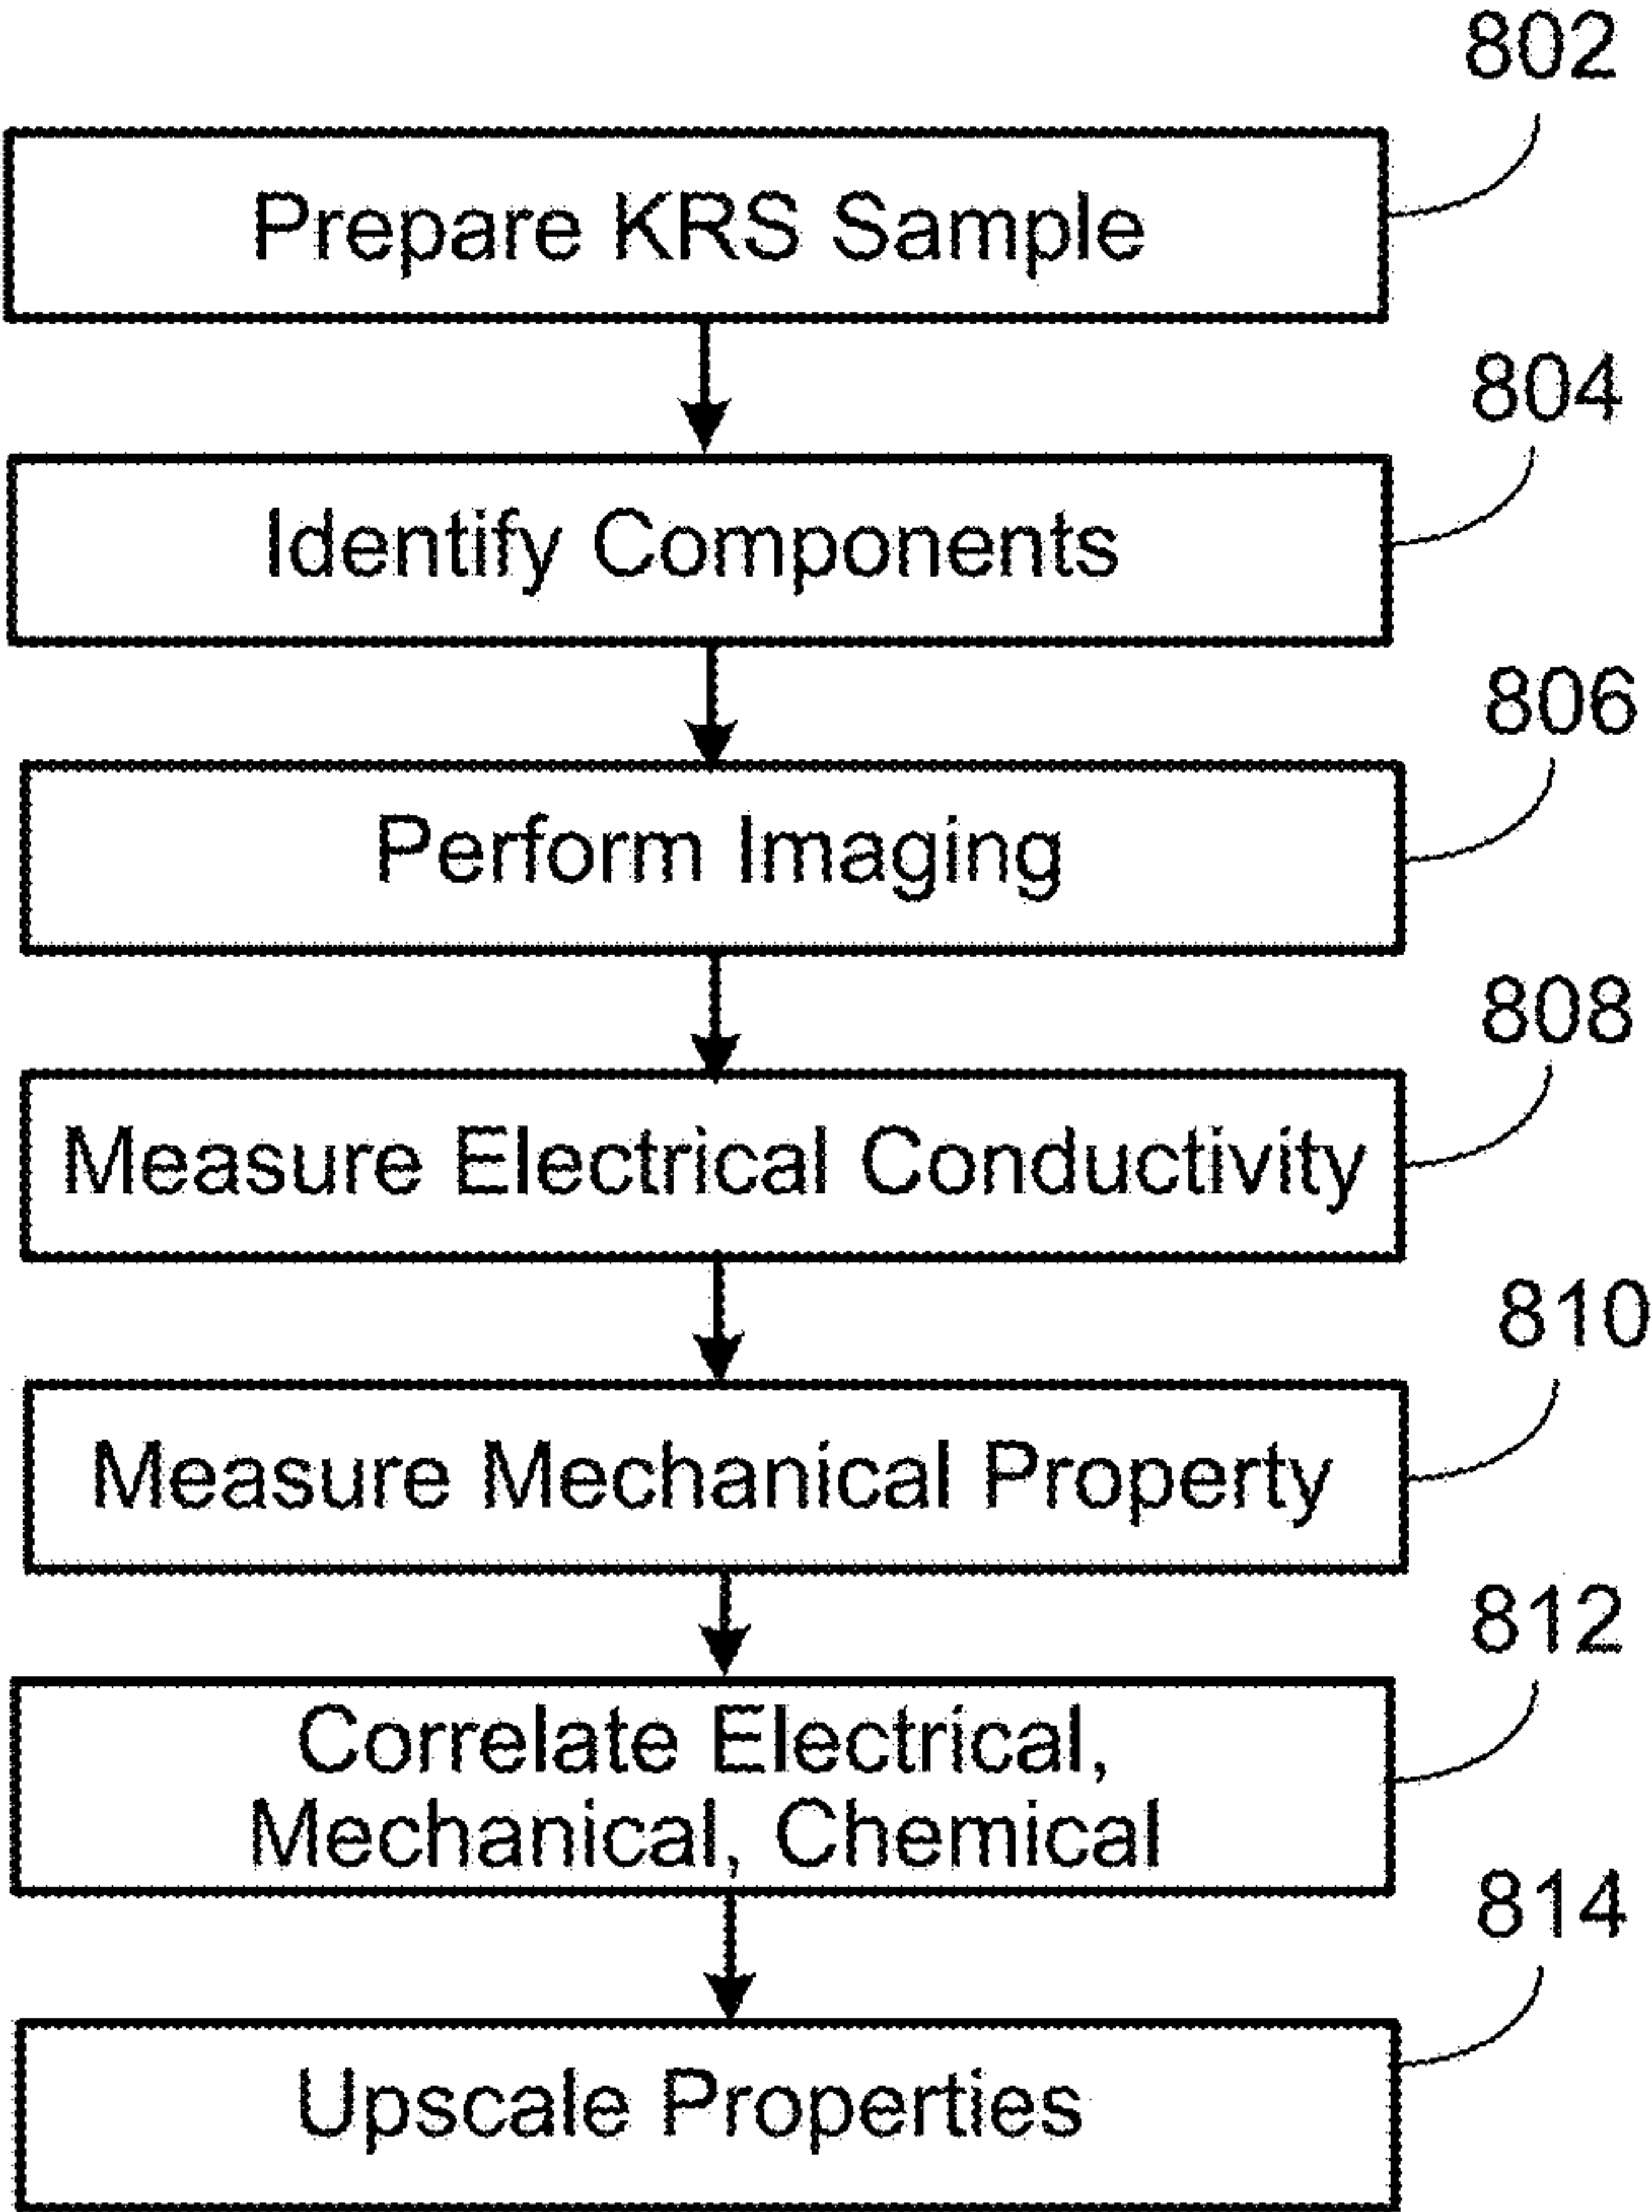 802
Prepare KRS Sample
804
Identify Components
806
Perform Imaging
808
Measure Electrical Conductivity
810
Measure Mechanical Property
812
Correlate Electrical,
Mechanical, Chemical
814
Upscale Properties